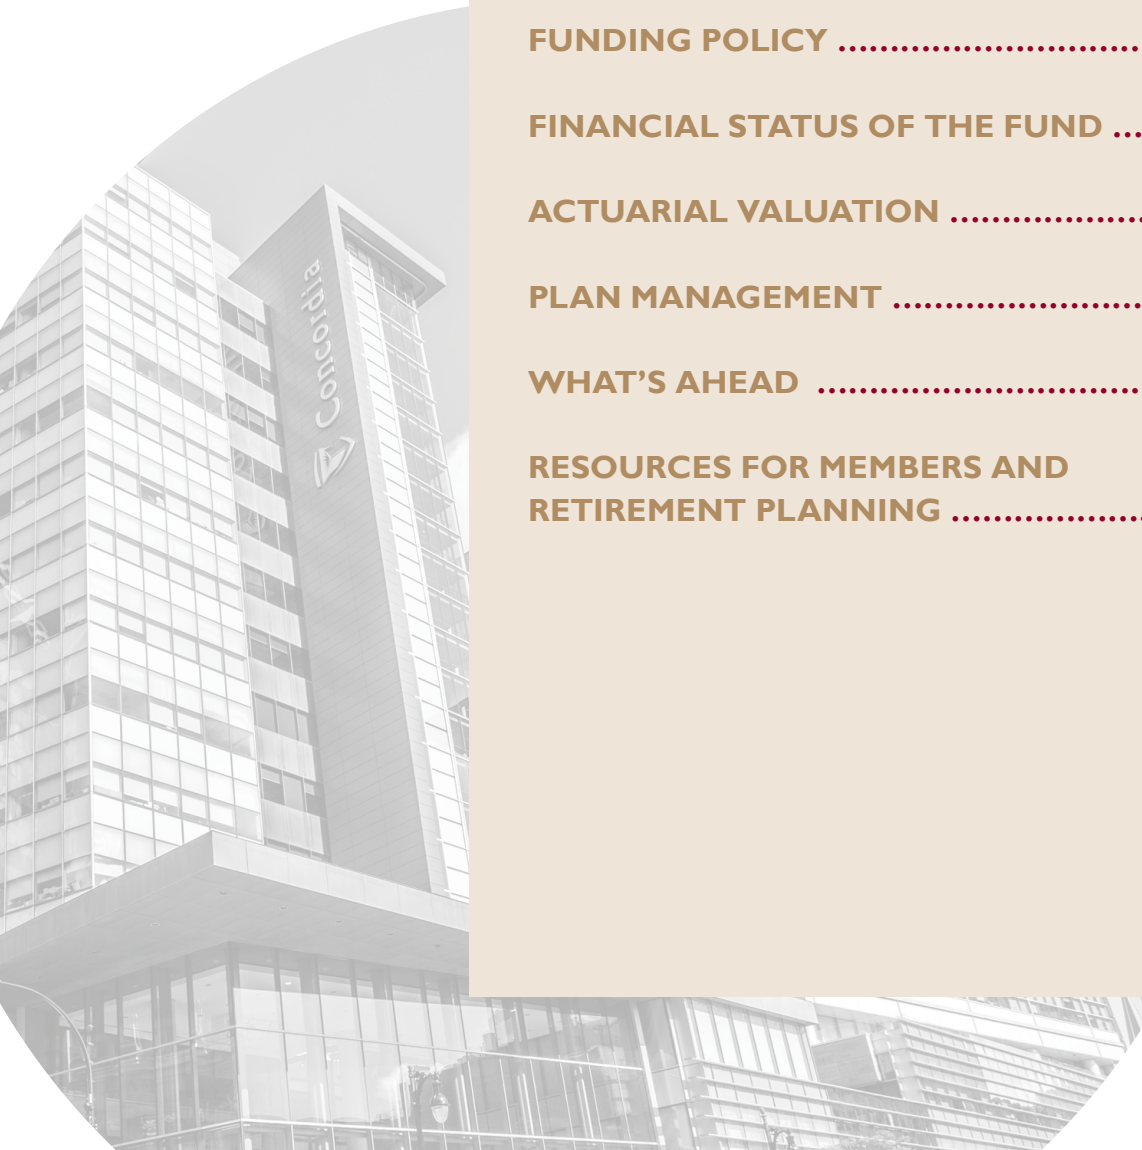 FUNDING POLICY ..............................
FINANCIAL STATUS OF THE FUND ...
ACTUARIAL VALUATION ...................
PLAN MANAGEMENT ........................
WHAT’S AHEAD ...............................
RESOURCES FOR MEMBERS AND
RETIREMENT PLANNING ...................
Concordia